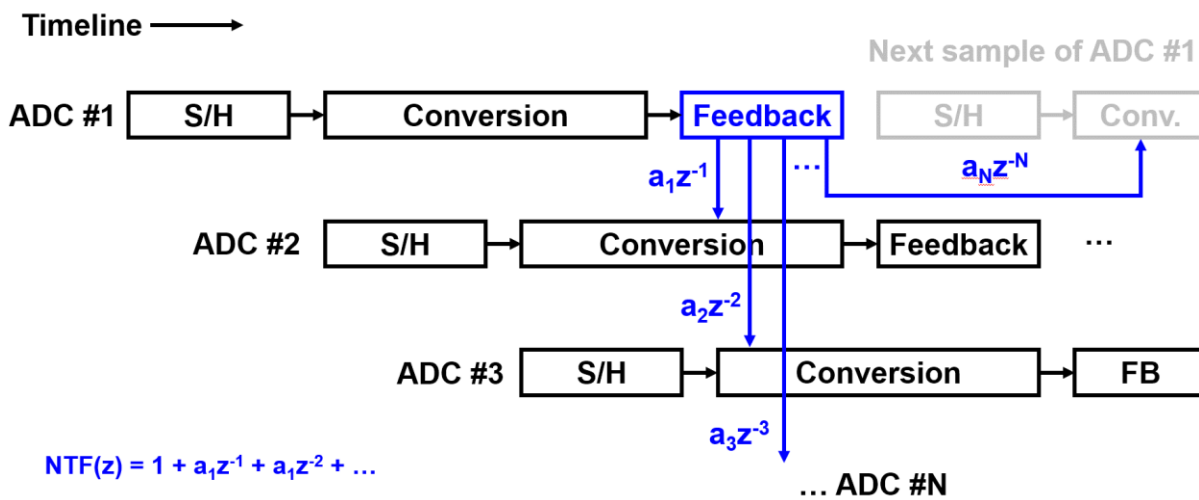 Timeline
Next sample of ADC #1
ADC #1 S/H Conversion Feedback S/H Conv.
a₁z⁻¹ ... a_Nz⁻ᴺ
ADC #2 S/H Conversion Feedback ...
a₂z⁻²
ADC #3 S/H Conversion FB
a₃z⁻³
NTF(z) = 1 + a₁z⁻¹ + a₁z⁻² + ...
... ADC #N